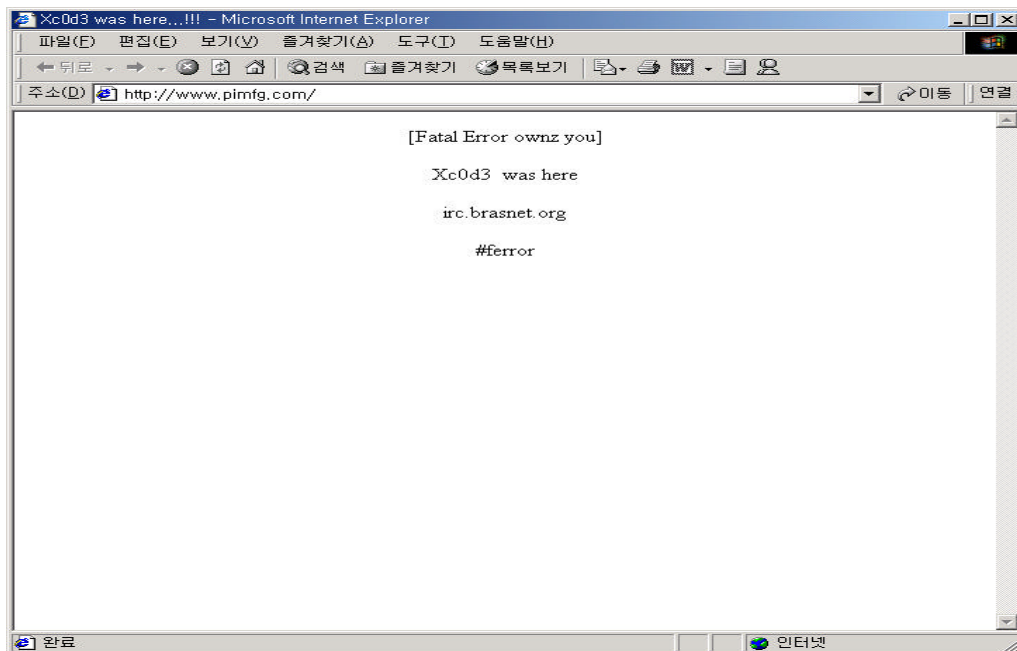 Xc0d3 was here,,,!!! - Microsoft Internet Explorer
파일(F) 편집(E) 보기(V) 즐겨찾기(A) 도구(T) 도움말(H)
뒤로 검색 즐겨찾기 목록보기
주소(D) http://www.pimfg.com/ 이동 연결
[Fatal Error ownz you]
Xc0d3 was here
irc.brasnet.org
#ferror
완료 인터넷